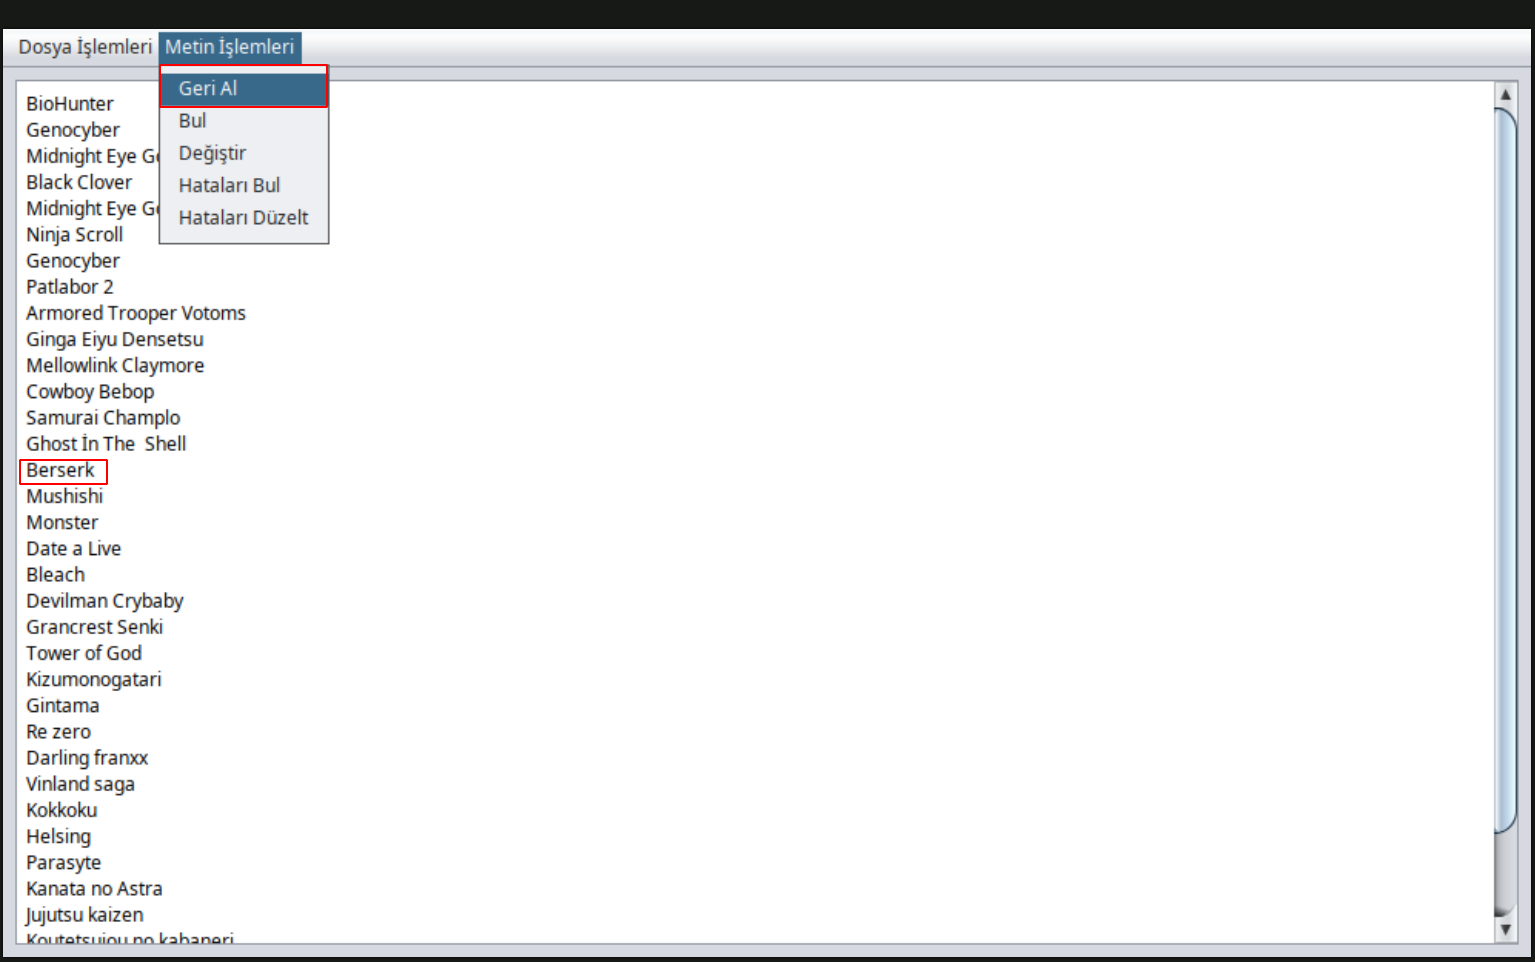 Dosya İşlemleri Metin İşlemleri
Geri Al
Bul
Değiştir
Hataları Bul
Hataları Düzelt
BioHunter
Genocyber
Midnight Eye
Black Clover
Midnight Eye
Ninja Scroll
Genocyber
Patlabor 2
Armored Trooper Votoms
Ginga Eiyu Densetsu
Mellowlink Claymore
Cowboy Bebop
Samurai Champlo
Ghost İn The  Shell
Berserk
Mushishi
Monster
Date a Live
Bleach
Devilman Crybaby
Grancrest Senki
Tower of God
Kizumonogatari
Gintama
Re zero
Darling franxx
Vinland saga
Kokkoku
Helsing
Parasyte
Kanata no Astra
Jujutsu kaizen
Koutetsujou no kabaneri